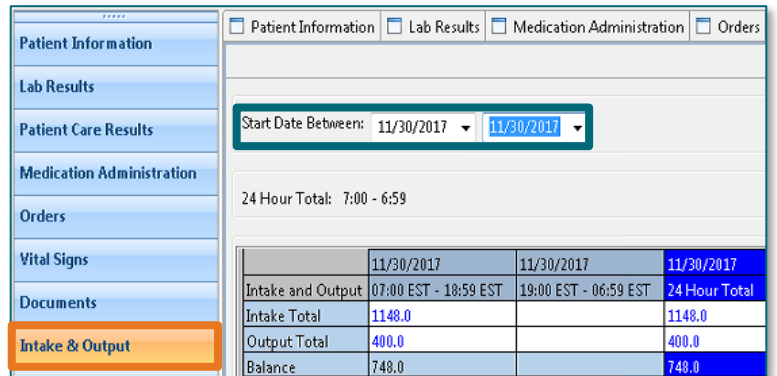 Patient Information
Lab Results
Patient Care Results
Medication Administration
Orders
Vital Signs
Documents
Intake & Output
Patient Information Lab Results Medication Administration Orders
Start Date Between: 11/30/2017 11/30/2017
24 Hour Total: 7:00 - 6:59
11/30/2017 11/30/2017 11/30/2017
Intake and Output 07:00 EST - 18:59 EST 19:00 EST - 06:59 EST 24 Hour Total
Intake Total 1148.0 1148.0
Output Total 400.0 400.0
Balance 748.0 748.0